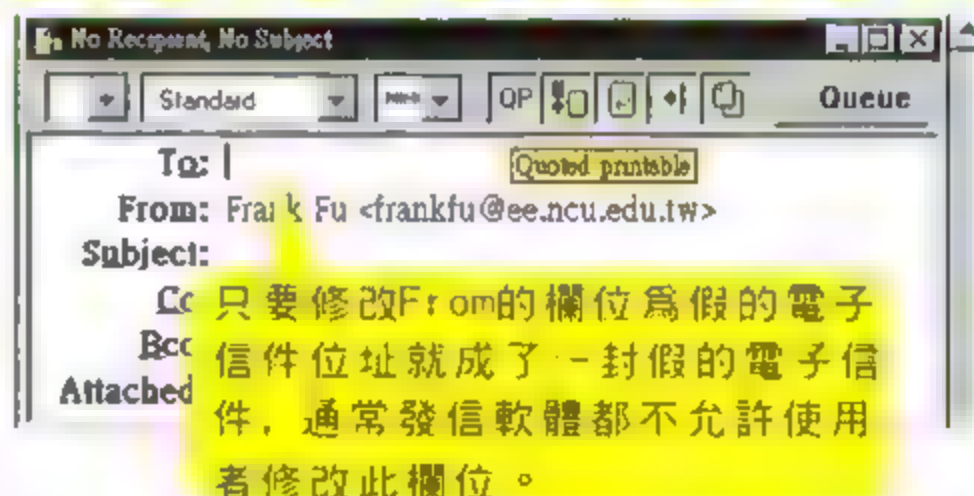 No Recipient, No Subject
Standard QP Queue
To: Quoted printable
From: Frank Fu <frankfu@ee.ncu.edu.tw>
Subject:
Cc
Bcc
Attached
只要修改From的欄位為假的電子
信件位址就成了一封假的電子信
件，通常發信軟體都不允許使用
者修改此欄位。